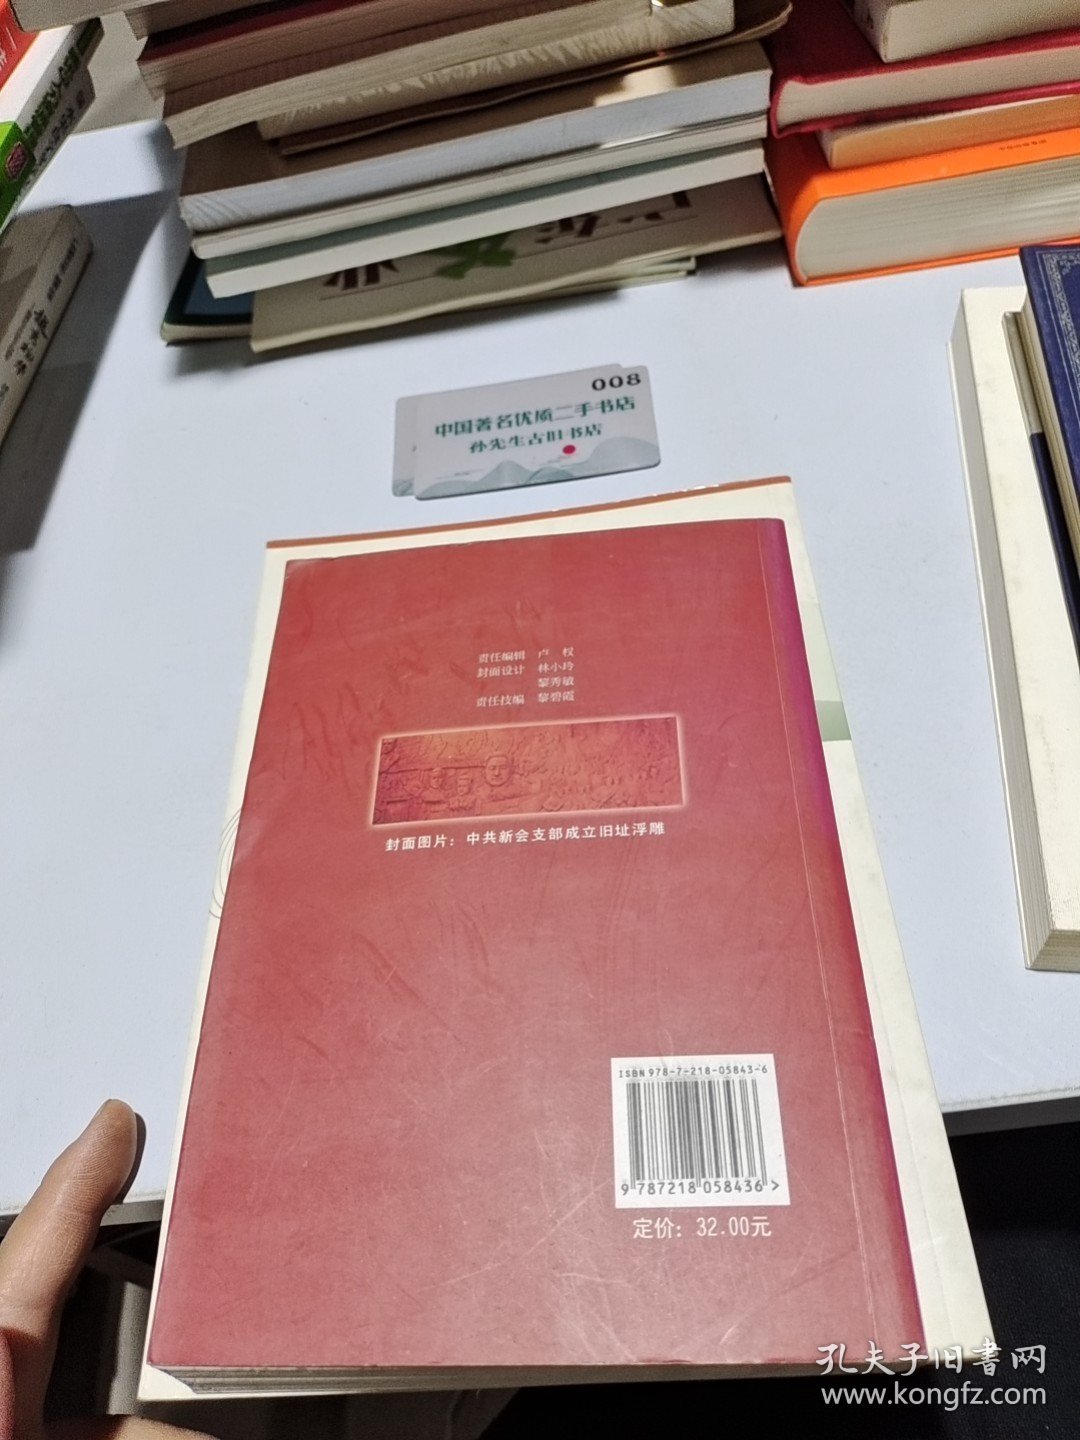 008
中国著名优质二手书店
孙先生古旧书店
责任编辑 卢 权
封面设计 林小玲
黎秀敏
责任技编 黎碧霞
封面图片：中共新会支部成立旧址浮雕
ISBN 978-7-218-05843-6
9 787218 058436 >
定价：32.00元
孔夫子旧書网
www.kongfz.com